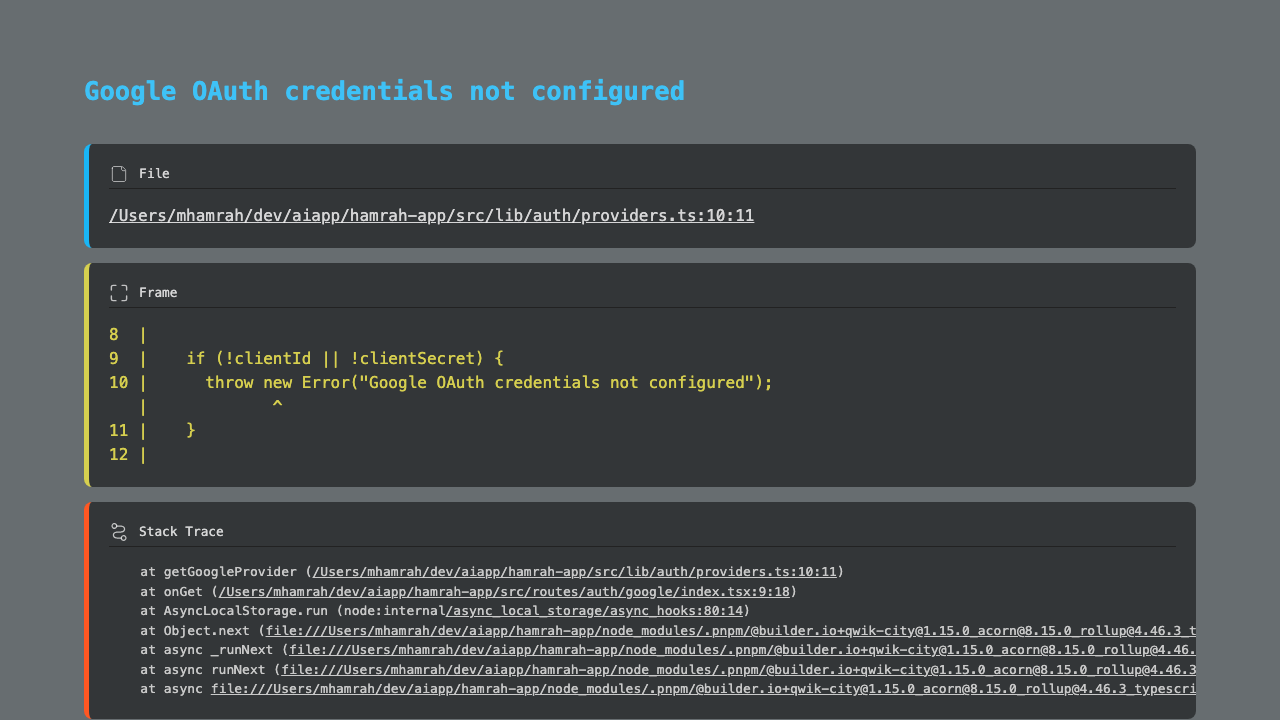 Google OAuth credentials not configured
File
/Users/mhamrah/dev/aiapp/hamrah-app/src/lib/auth/providers.ts:10:11
Frame
8  |
9  |    if (!clientId || !clientSecret) {
10 |      throw new Error("Google OAuth credentials not configured");
   |             ^
11 |    }
12 |
Stack Trace
at getGoogleProvider (/Users/mhamrah/dev/aiapp/hamrah-app/src/lib/auth/providers.ts:10:11)
at onGet (/Users/mhamrah/dev/aiapp/hamrah-app/src/routes/auth/google/index.tsx:9:18)
at AsyncLocalStorage.run (node:internal/async_local_storage/async_hooks:80:14)
at Object.next (file:///Users/mhamrah/dev/aiapp/hamrah-app/node_modules/.pnpm/@builder.io+qwik-city@1.15.0_acorn@8.15.0_rollup@4.46.3_t
at async _runNext (file:///Users/mhamrah/dev/aiapp/hamrah-app/node_modules/.pnpm/@builder.io+qwik-city@1.15.0_acorn@8.15.0_rollup@4.46.
at async runNext (file:///Users/mhamrah/dev/aiapp/hamrah-app/node_modules/.pnpm/@builder.io+qwik-city@1.15.0_acorn@8.15.0_rollup@4.46.3
at async file:///Users/mhamrah/dev/aiapp/hamrah-app/node_modules/.pnpm/@builder.io+qwik-city@1.15.0_acorn@8.15.0_rollup@4.46.3_typescri